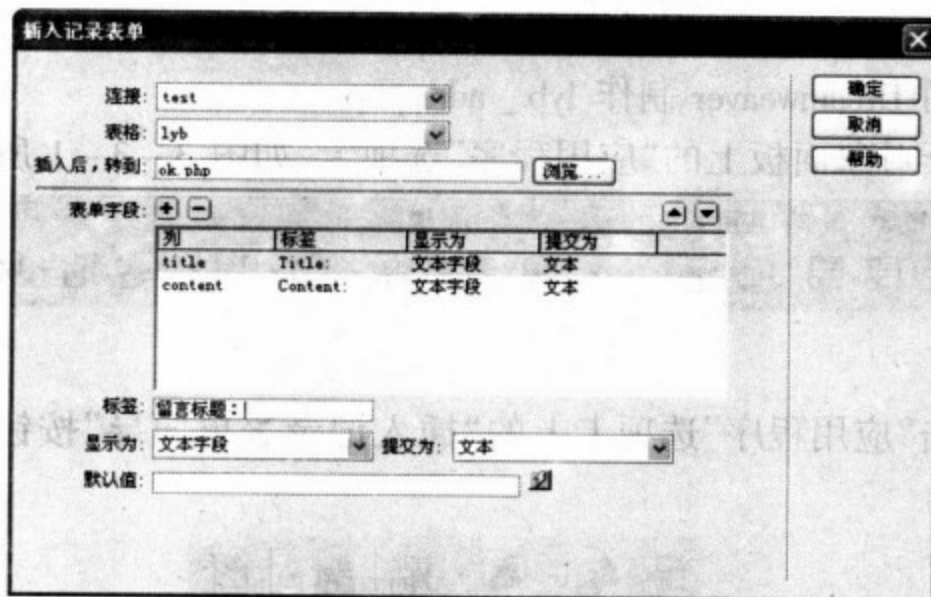 插入记录表单
连接: test
确定
表格: lyb
取消
插入后,转到: ok.php 浏览...
帮助
表单字段:
列 标签 显示为 提交为
title Title: 文本字段 文本
content Content: 文本字段 文本
标签: 留言标题:
显示为: 文本字段 提交为: 文本
默认值: